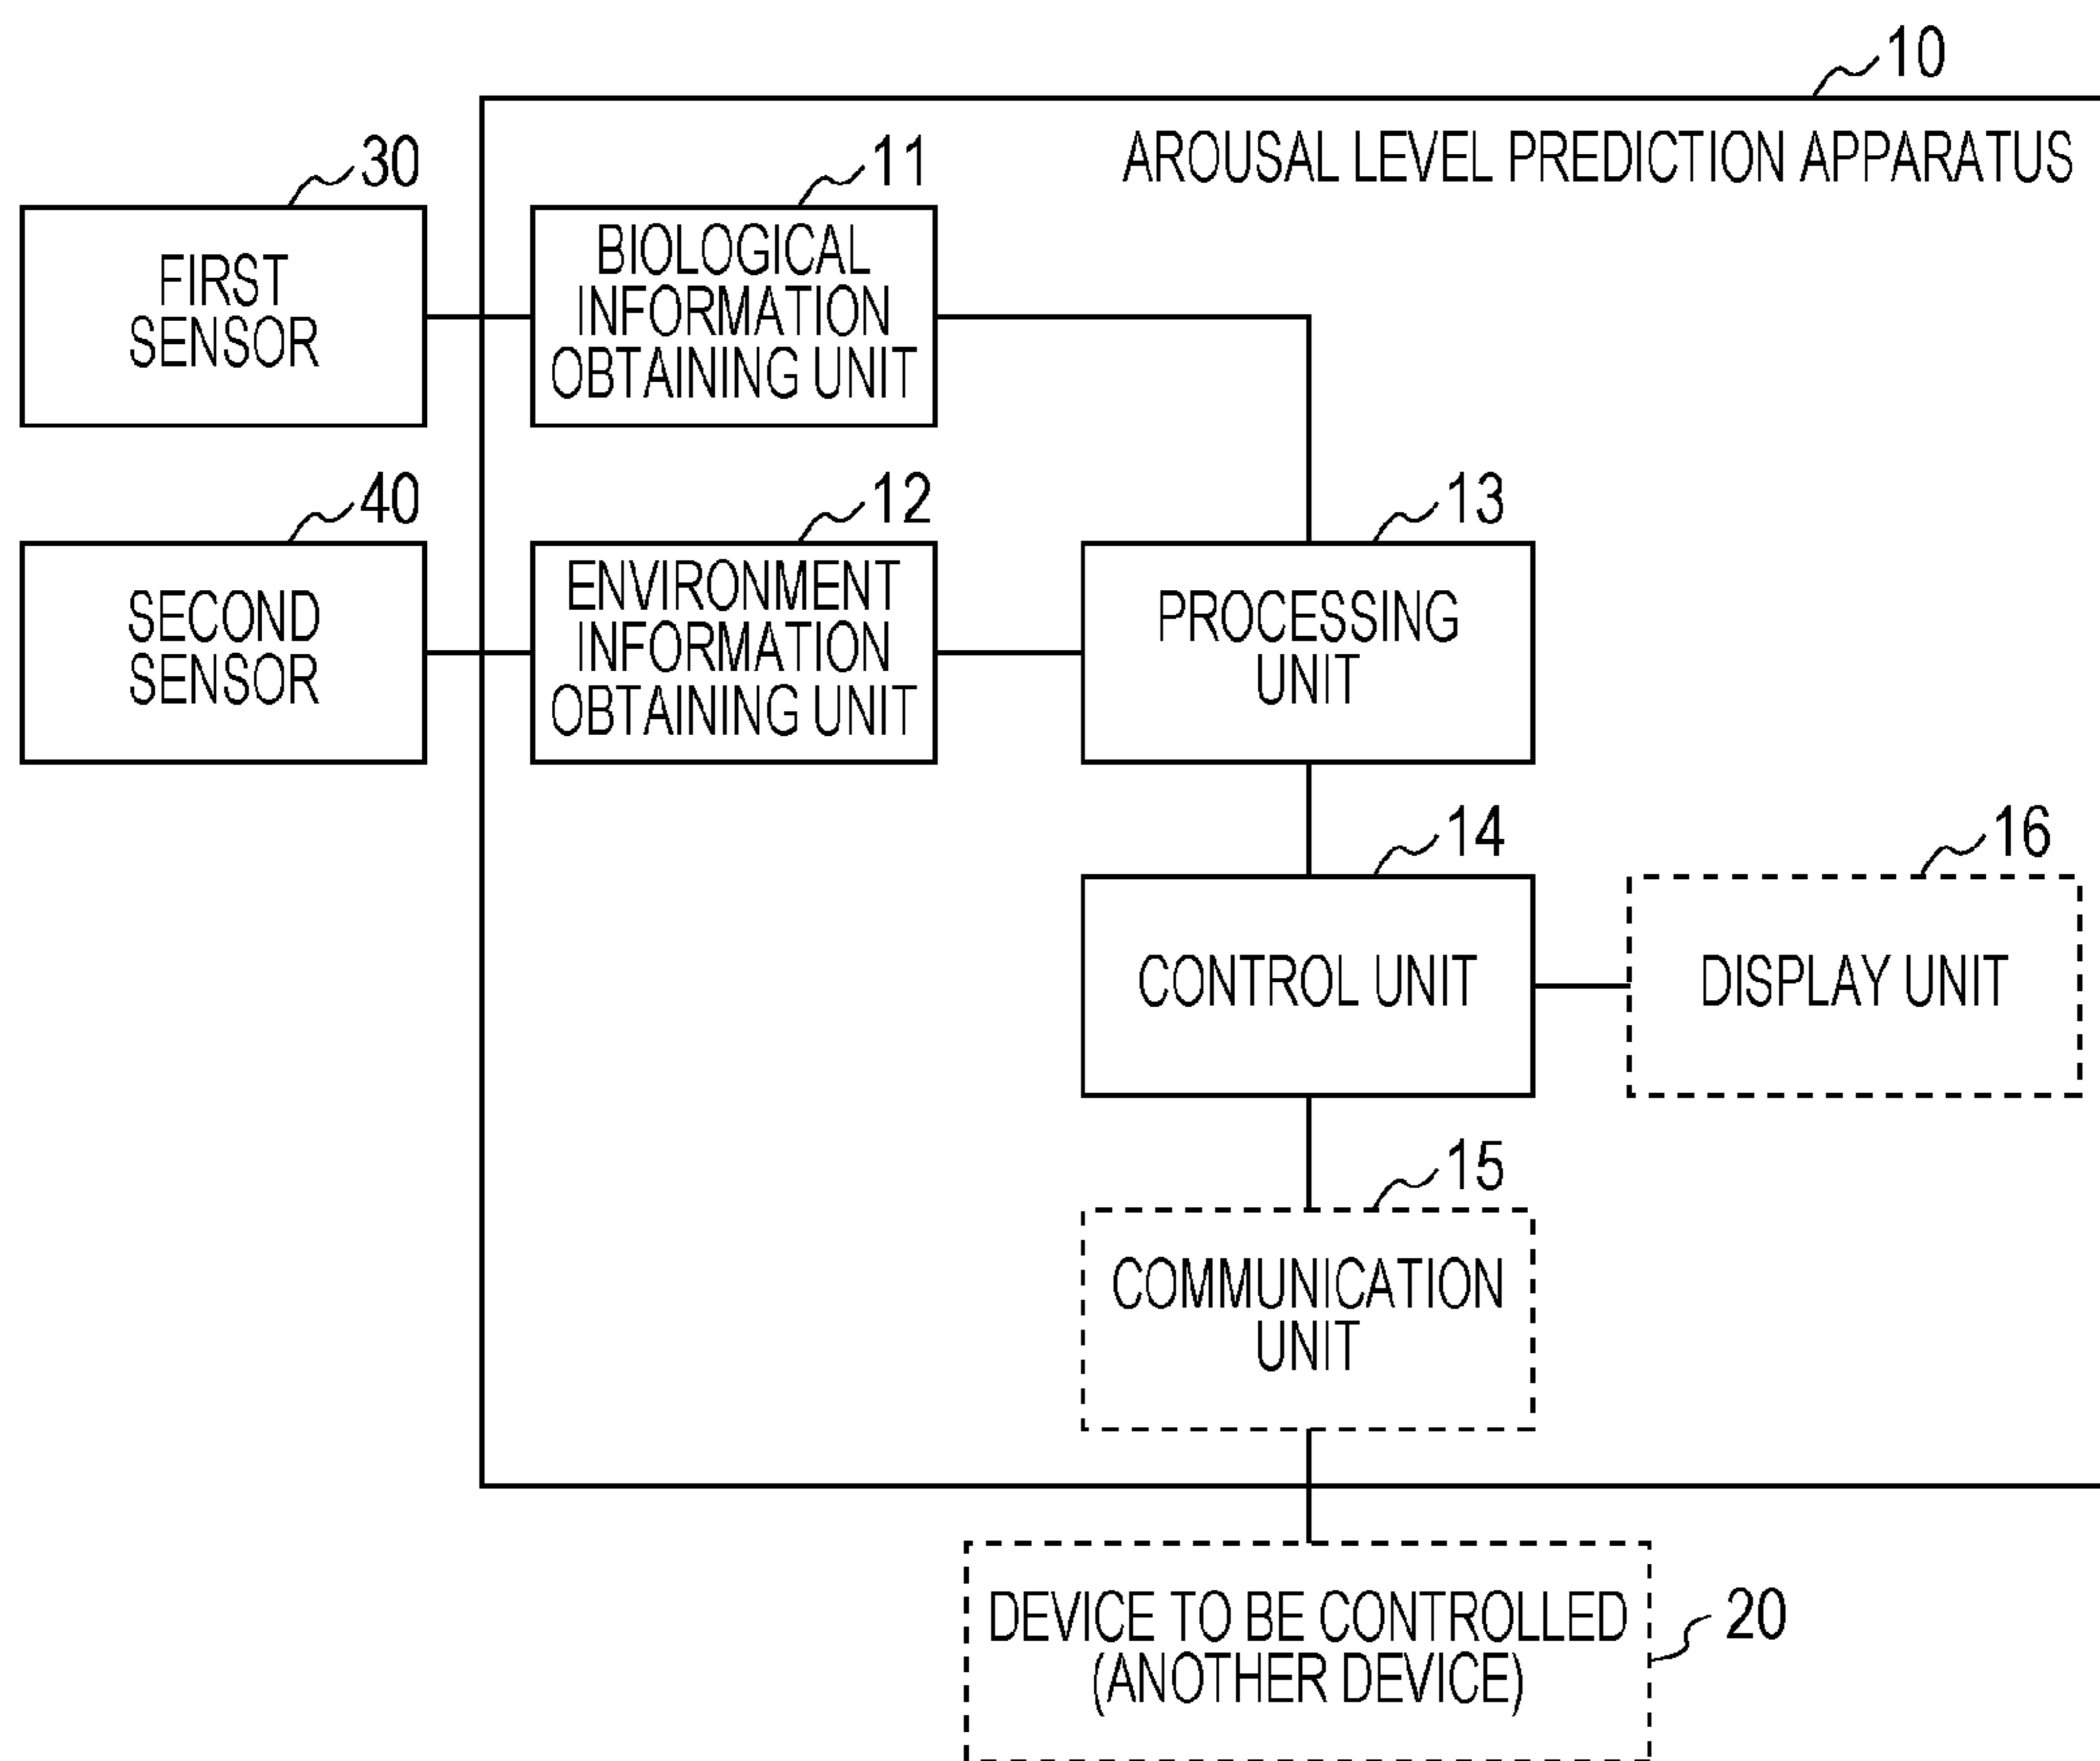 10
AROUSAL LEVEL PREDICTION APPARATUS
30
FIRST
SENSOR
11
BIOLOGICAL
INFORMATION
OBTAINING UNIT
40
SECOND
SENSOR
12
ENVIRONMENT
INFORMATION
OBTAINING UNIT
13
PROCESSING
UNIT
14
CONTROL UNIT
16
DISPLAY UNIT
15
COMMUNICATION
UNIT
DEVICE TO BE CONTROLLED
(ANOTHER DEVICE)
20